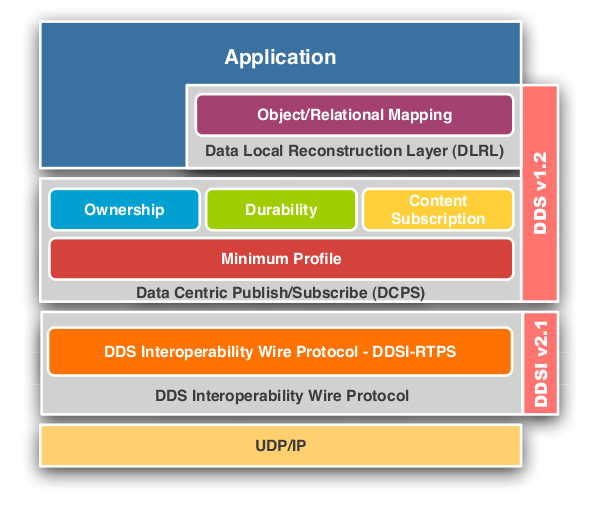 Application
Object/Relational Mapping
Data Local Reconstruction Layer (DLRL)
DDS v1.2
Ownership
Durability
Content
Subscription
Minimum Profile
Data Centric Publish/Subscribe (DCPS)
DDS Interoperability Wire Protocol - DDSI-RTPS
DDS Interoperability Wire Protocol
DDSI v2.1
UDP/IP